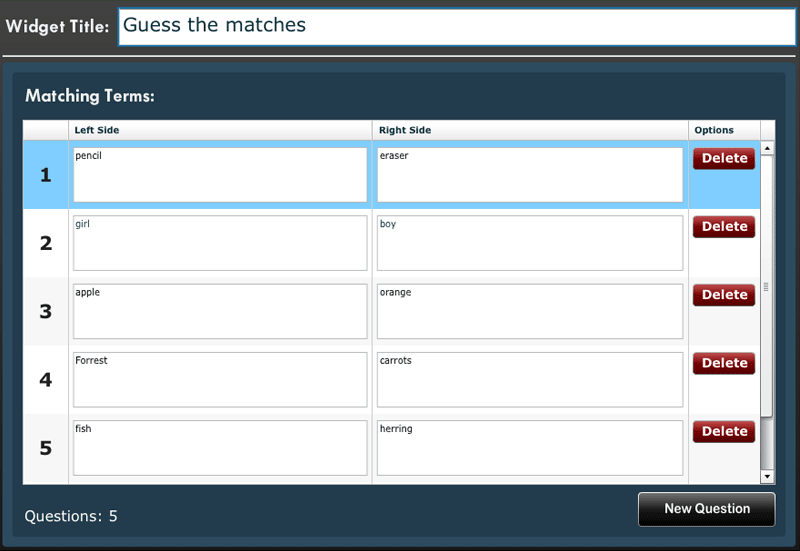 Widget Title: Guess the matches
Matching Terms:
Left Side Right Side Options
1 pencil eraser Delete
2 girl boy Delete
3 apple orange Delete
4 Forrest carrots Delete
5 fish herring Delete
Questions: 5 New Question